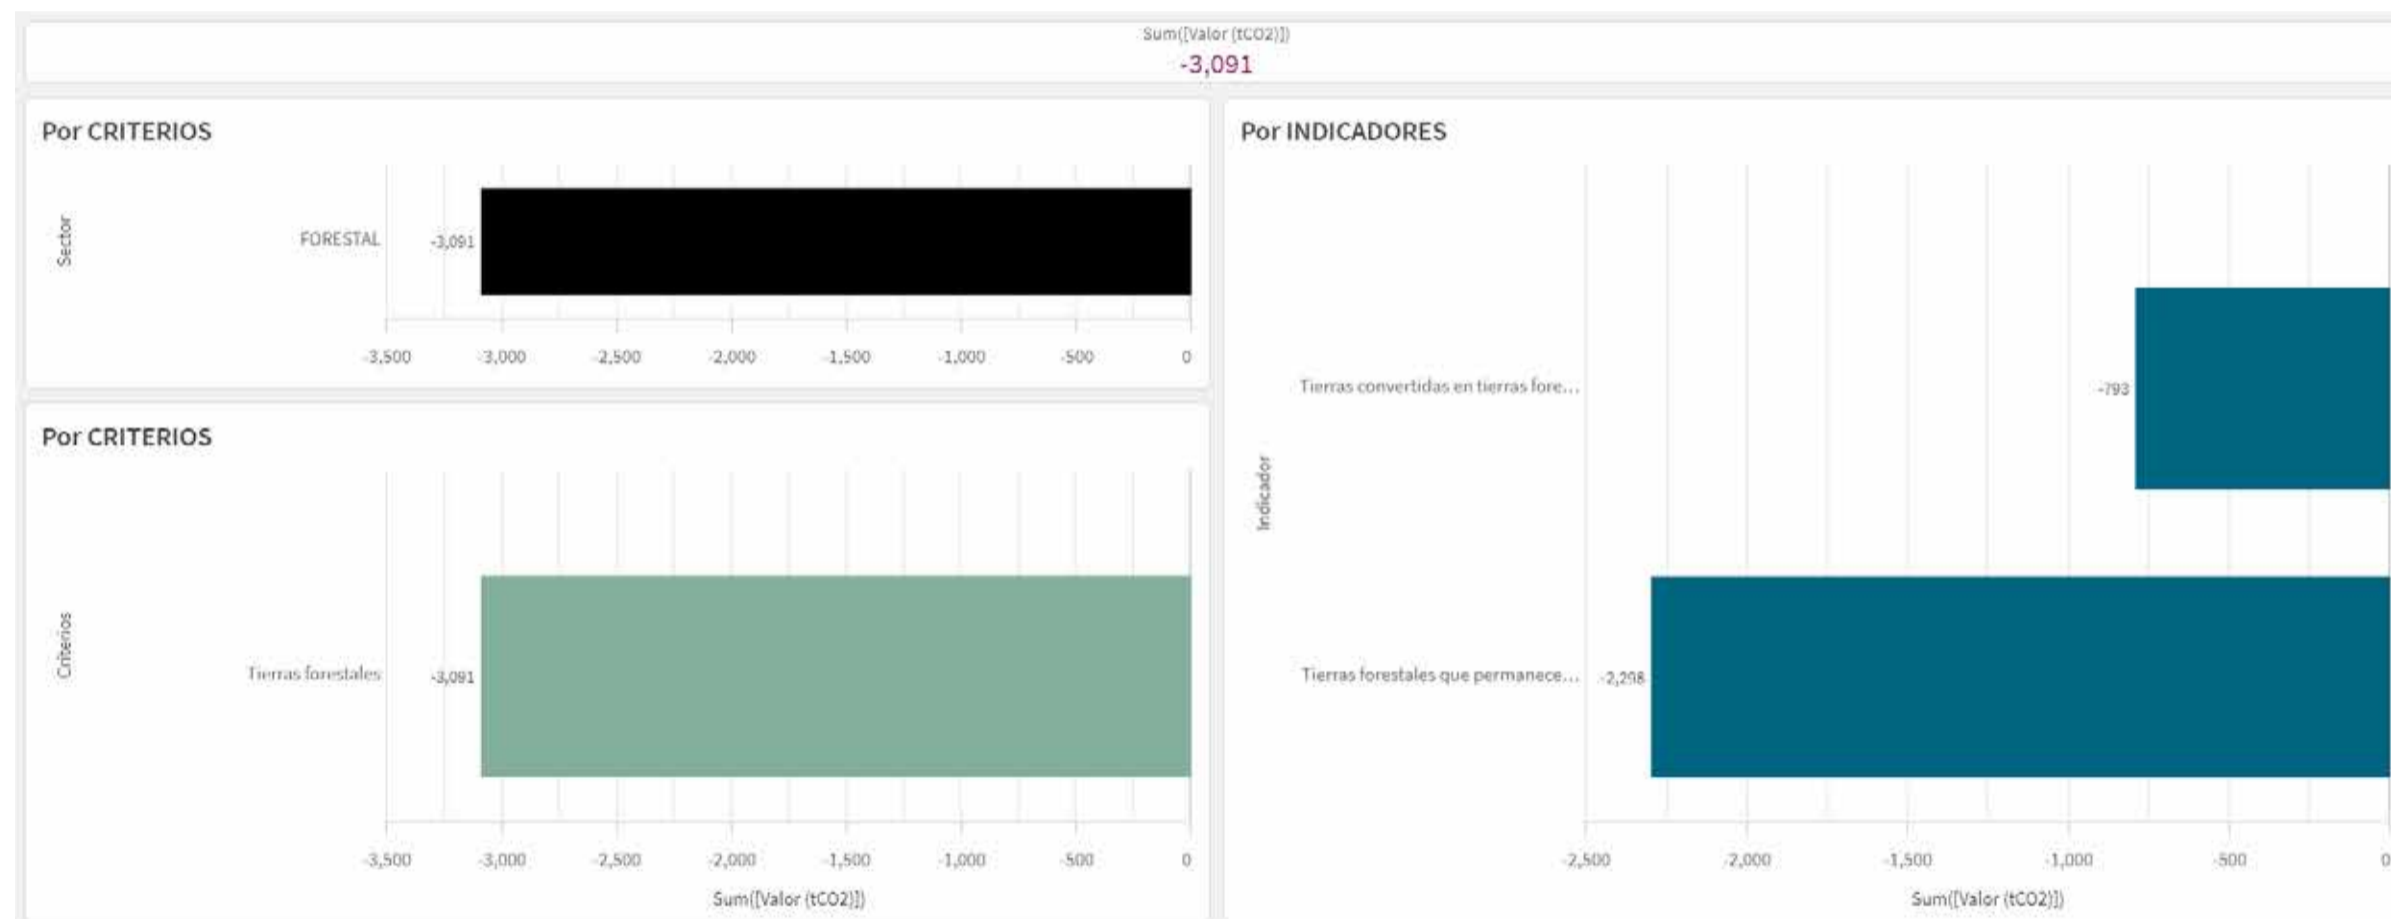 Sum([Valor (tCO2)])
-3,091
Por CRITERIOS
Sector
FORESTAL
-3,091
-3,500 -3,000 -2,500 -2,000 -1,500 -1,000 -500 0
Por CRITERIOS
Criterios
Tierras forestales
-3,091
-3,500 -3,000 -2,500 -2,000 -1,500 -1,000 -500 0
Sum([Valor (tCO2)])
Por INDICADORES
Indicador
Tierras convertidas en tierras fore...
-793
Tierras forestales que permanece...
-2,298
-2,500 -2,000 -1,500 -1,000 -500 0
Sum([Valor (tCO2)])